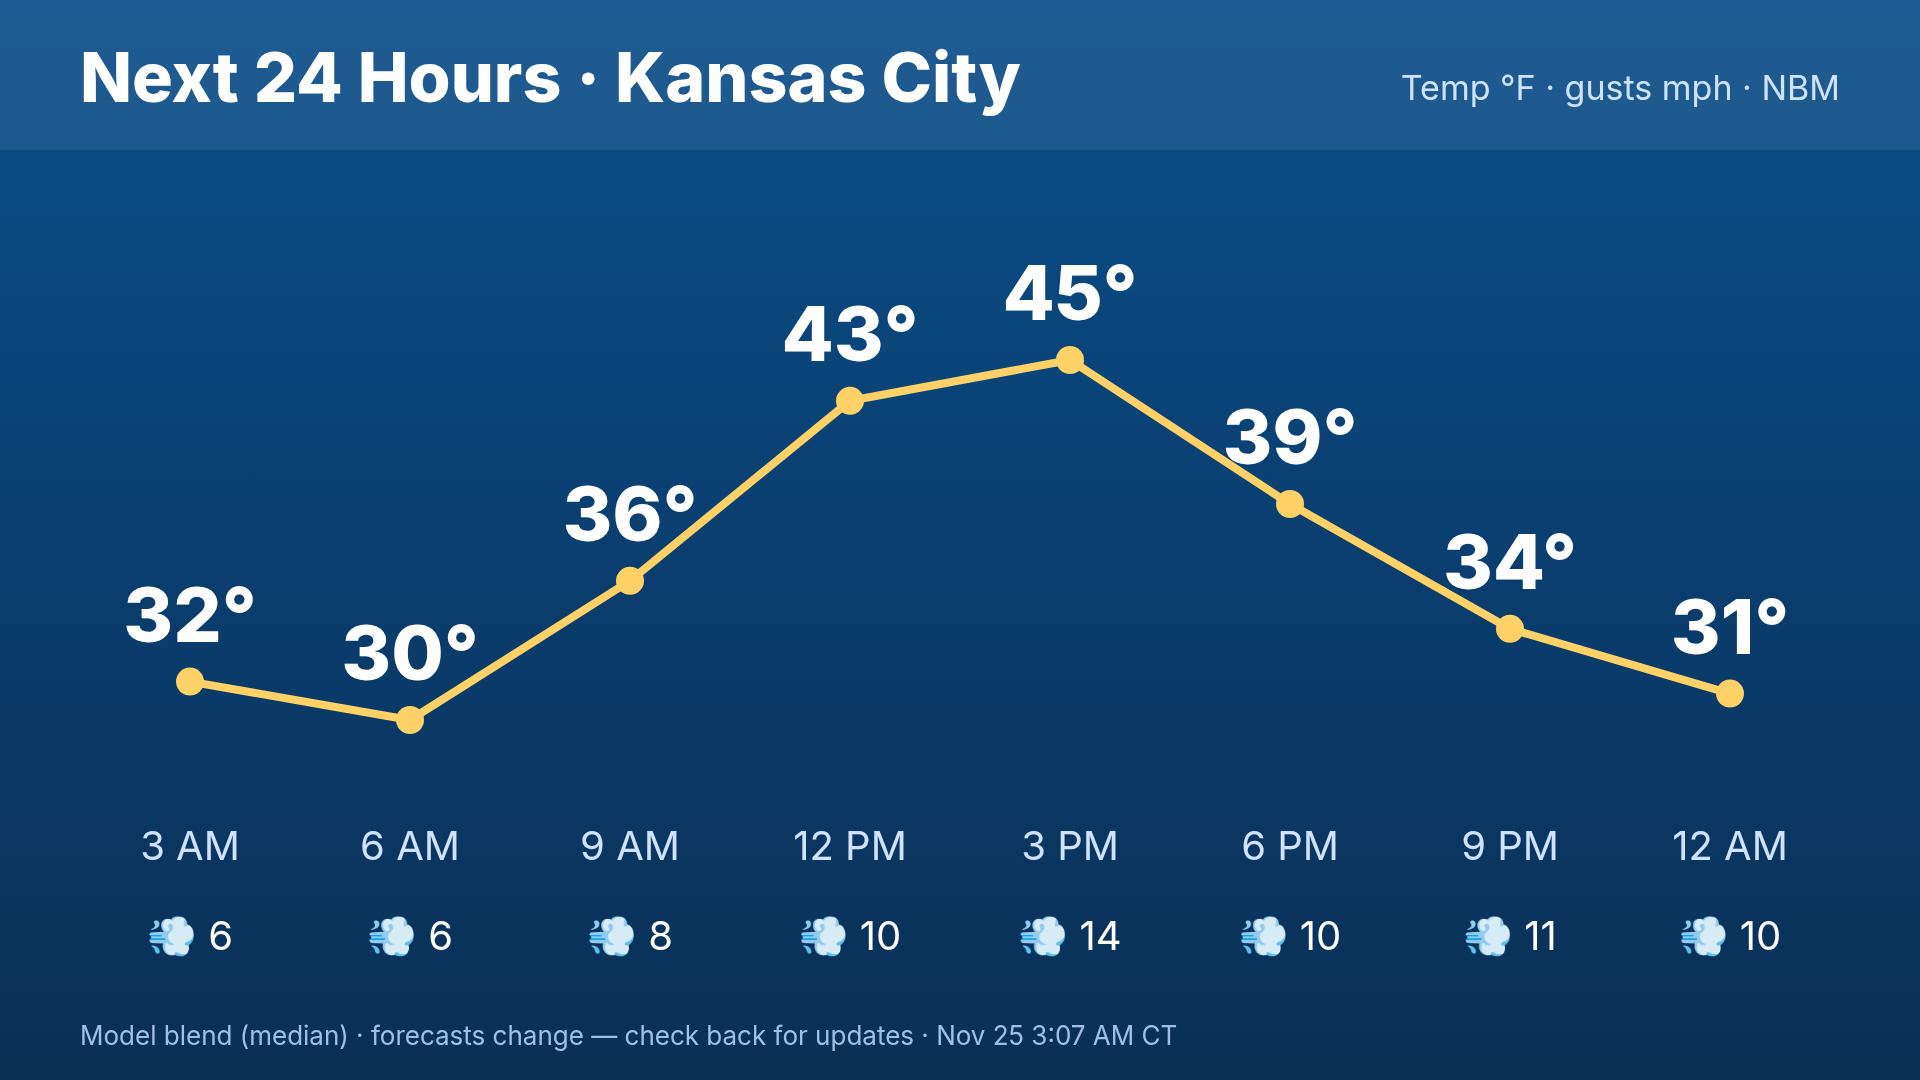 Next 24 Hours · Kansas City
Temp °F · gusts mph · NBM
32° 30° 36° 43° 45° 39° 34° 31°
3 AM 6 AM 9 AM 12 PM 3 PM 6 PM 9 PM 12 AM
💨 6 💨 6 💨 8 💨 10 💨 14 💨 10 💨 11 💨 10
Model blend (median) · forecasts change — check back for updates · Nov 25 3:07 AM CT